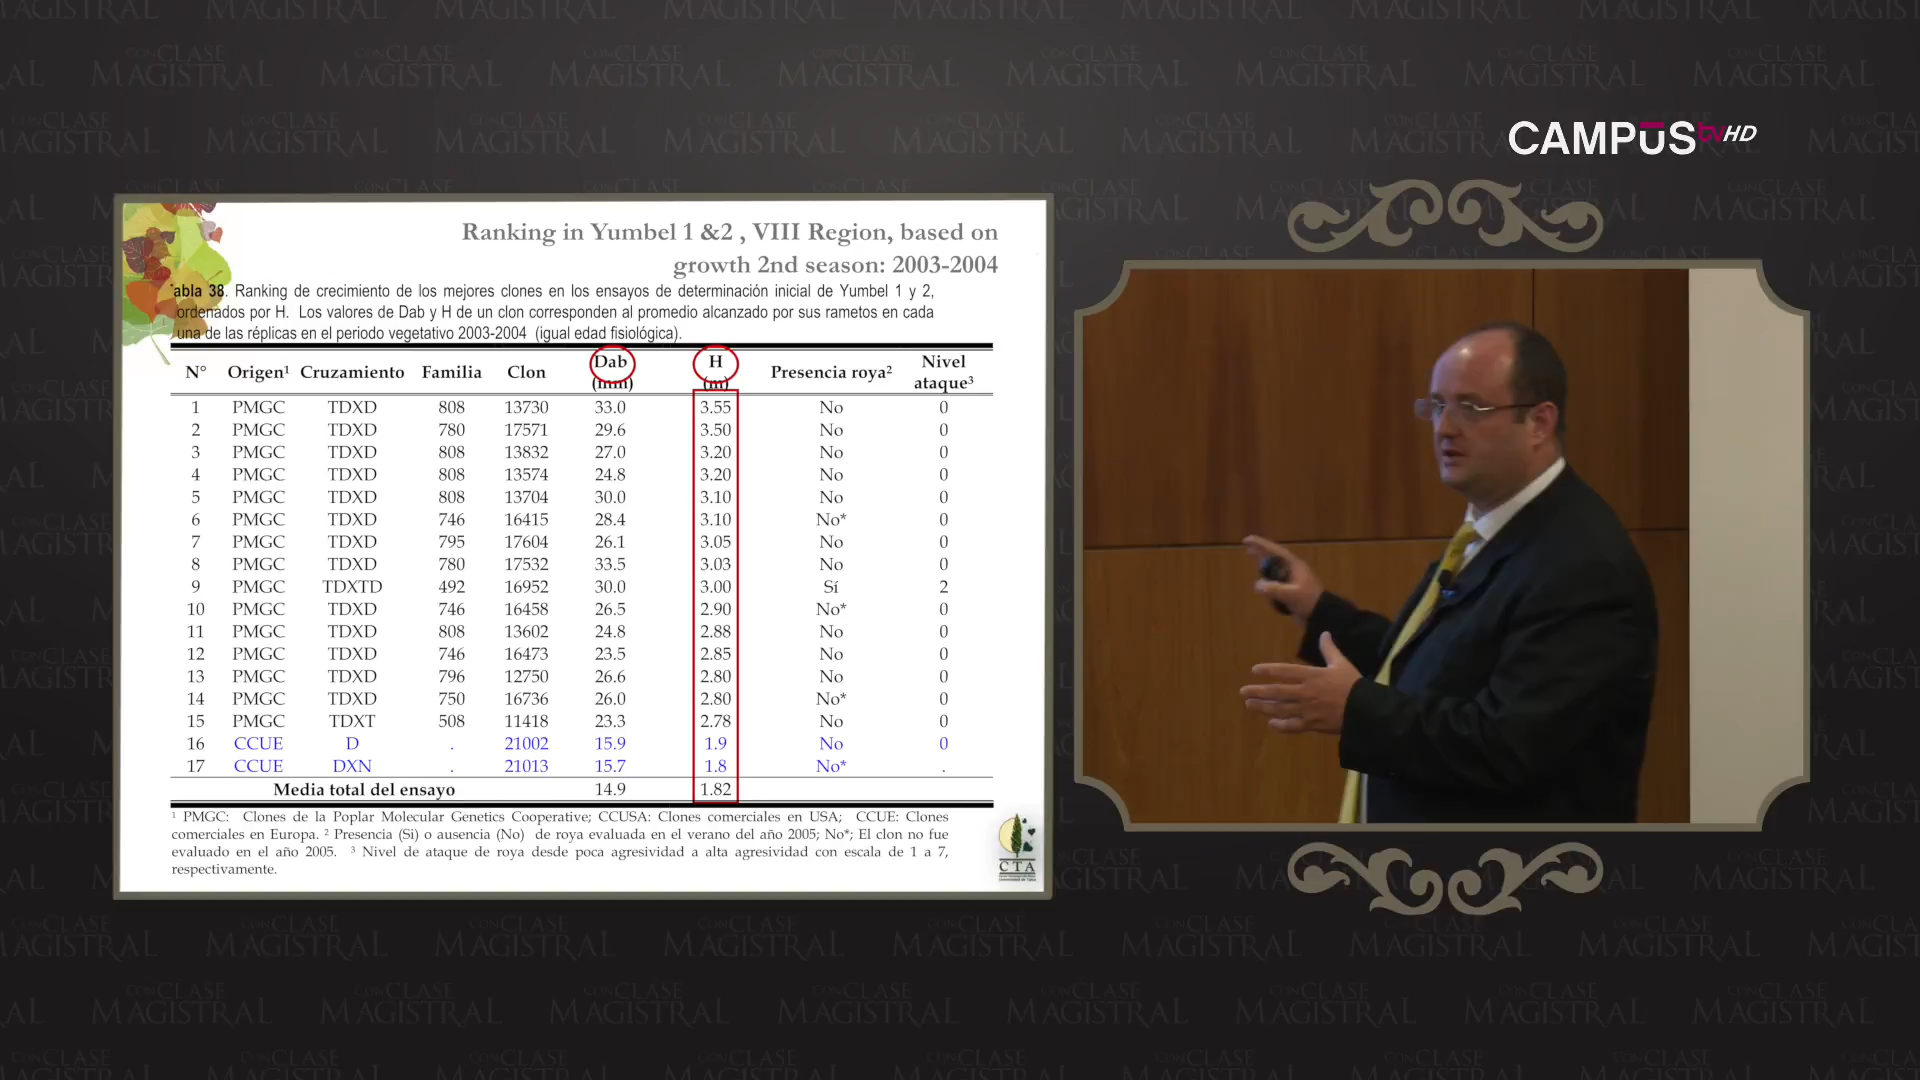 CON CLASE
MAGISTRAL
CAMPUS tv HD
Ranking in Yumbel 1 &2 , VIII Region, based on
growth 2nd season: 2003-2004
abla 38. Ranking de crecimiento de los mejores clones en los ensayos de determinación inicial de Yumbel 1 y 2,
ordenados por H. Los valores de Dab y H de un clon corresponden al promedio alcanzado por sus rametos en cada
una de las réplicas en el periodo vegetativo 2003-2004 (igual edad fisiológica).
N° Origen¹ Cruzamiento Familia Clon Dab (mm) H (m) Presencia roya² Nivel ataque³
1 PMGC TDXD 808 13730 33.0 3.55 No 0
2 PMGC TDXD 780 17571 29.6 3.50 No 0
3 PMGC TDXD 808 13832 27.0 3.20 No 0
4 PMGC TDXD 808 13574 24.8 3.20 No 0
5 PMGC TDXD 808 13704 30.0 3.10 No 0
6 PMGC TDXD 746 16415 28.4 3.10 No* 0
7 PMGC TDXD 795 17604 26.1 3.05 No 0
8 PMGC TDXD 780 17532 33.5 3.03 No 0
9 PMGC TDXTD 492 16952 30.0 3.00 Sí 2
10 PMGC TDXD 746 16458 26.5 2.90 No* 0
11 PMGC TDXD 808 13602 24.8 2.88 No 0
12 PMGC TDXD 746 16473 23.5 2.85 No 0
13 PMGC TDXD 796 12750 26.6 2.80 No 0
14 PMGC TDXD 750 16736 26.0 2.80 No* 0
15 PMGC TDXT 508 11418 23.3 2.78 No 0
16 CCUE D . 21002 15.9 1.9 No 0
17 CCUE DXN . 21013 15.7 1.8 No* .
Media total del ensayo 14.9 1.82
¹ PMGC: Clones de la Poplar Molecular Genetics Cooperative; CCUSA: Clones comerciales en USA; CCUE: Clones
comerciales en Europa. ² Presencia (Si) o ausencia (No) de roya evaluada en el verano del año 2005; No*; El clon no fue
evaluado en el año 2005. ³ Nivel de ataque de roya desde poca agresividad a alta agresividad con escala de 1 a 7,
respectivamente.
CTA